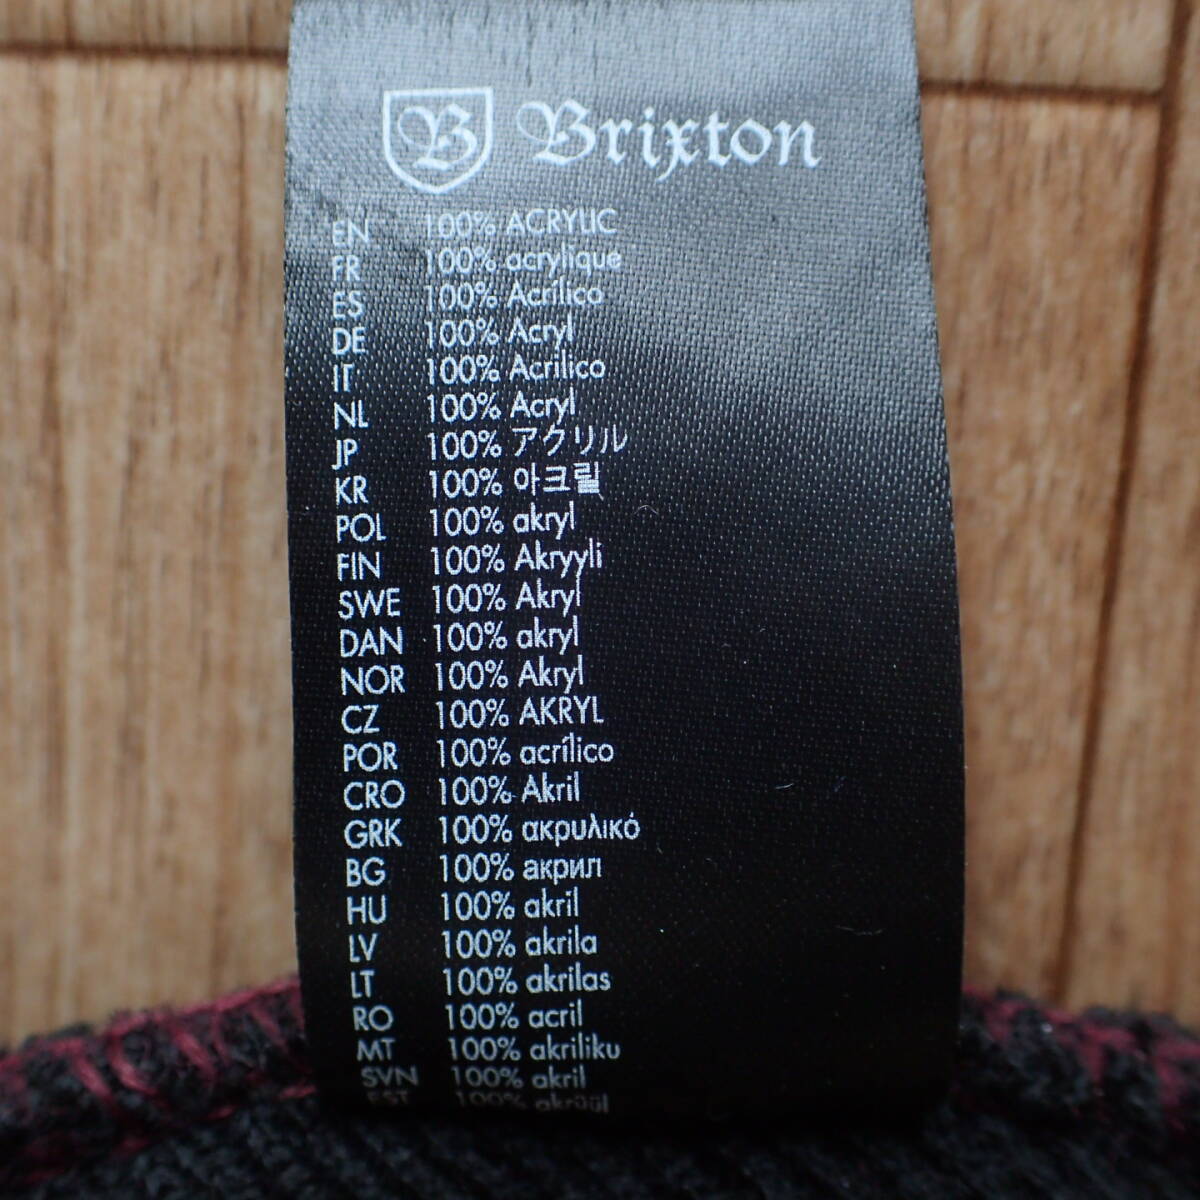 B Brixton
EN 100% ACRYLIC
FR 100% acrylique
ES 100% Acrílico
DE 100% Acryl
IT 100% Acrilico
NL 100% Acryl
JP 100% アクリル
KR 100% 아크릴
POL 100% akryl
FIN 100% Akryyli
SWE 100% Akryl
DAN 100% akryl
NOR 100% Akryl
CZ 100% AKRYL
POR 100% acrílico
CRO 100% Akril
GRK 100% ακρυλικό
BG 100% акрил
HU 100% akril
LV 100% akrila
LT 100% akrilas
RO 100% acril
MT 100% akriliku
SVN 100% akril
EST 100% akrüül